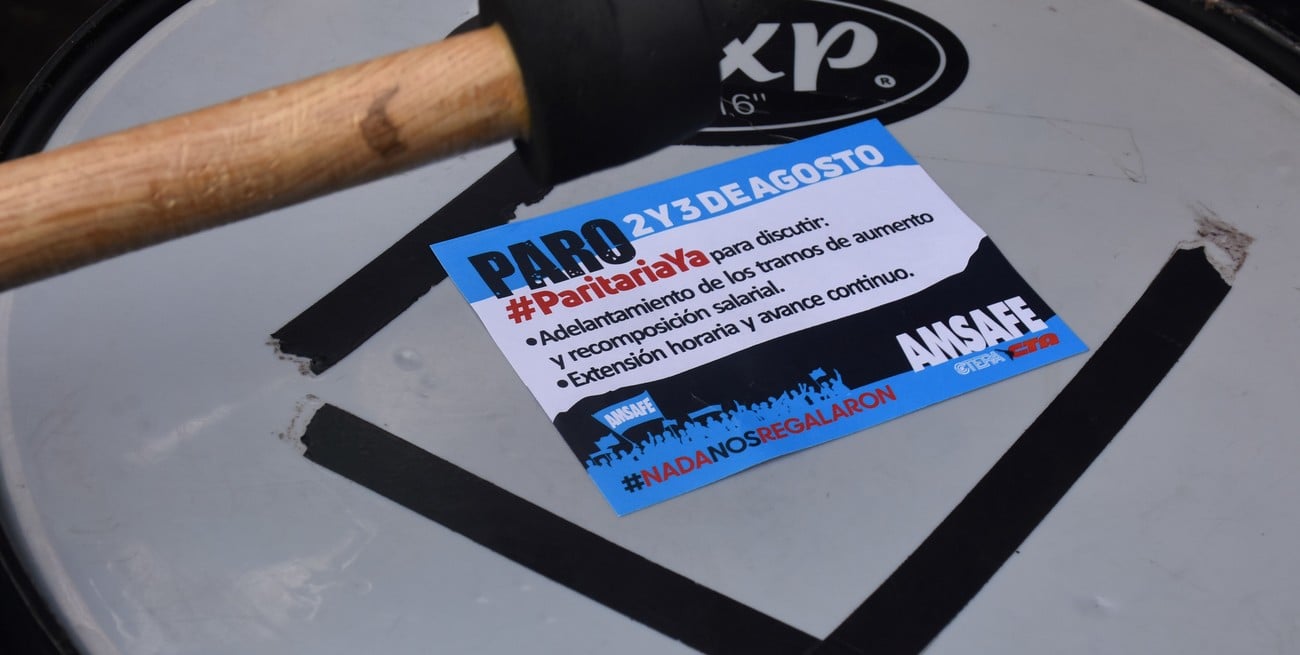 xp
®
16"
PARO 2 Y 3 DE AGOSTO
#ParitariaYa para discutir:
•Adelantamiento de los tramos de aumento
y recomposición salarial.
•Extensión horaria y avance continuo.
AMSAFE
CTERA CTA
AMSAFE
#NADANOSREGALARON